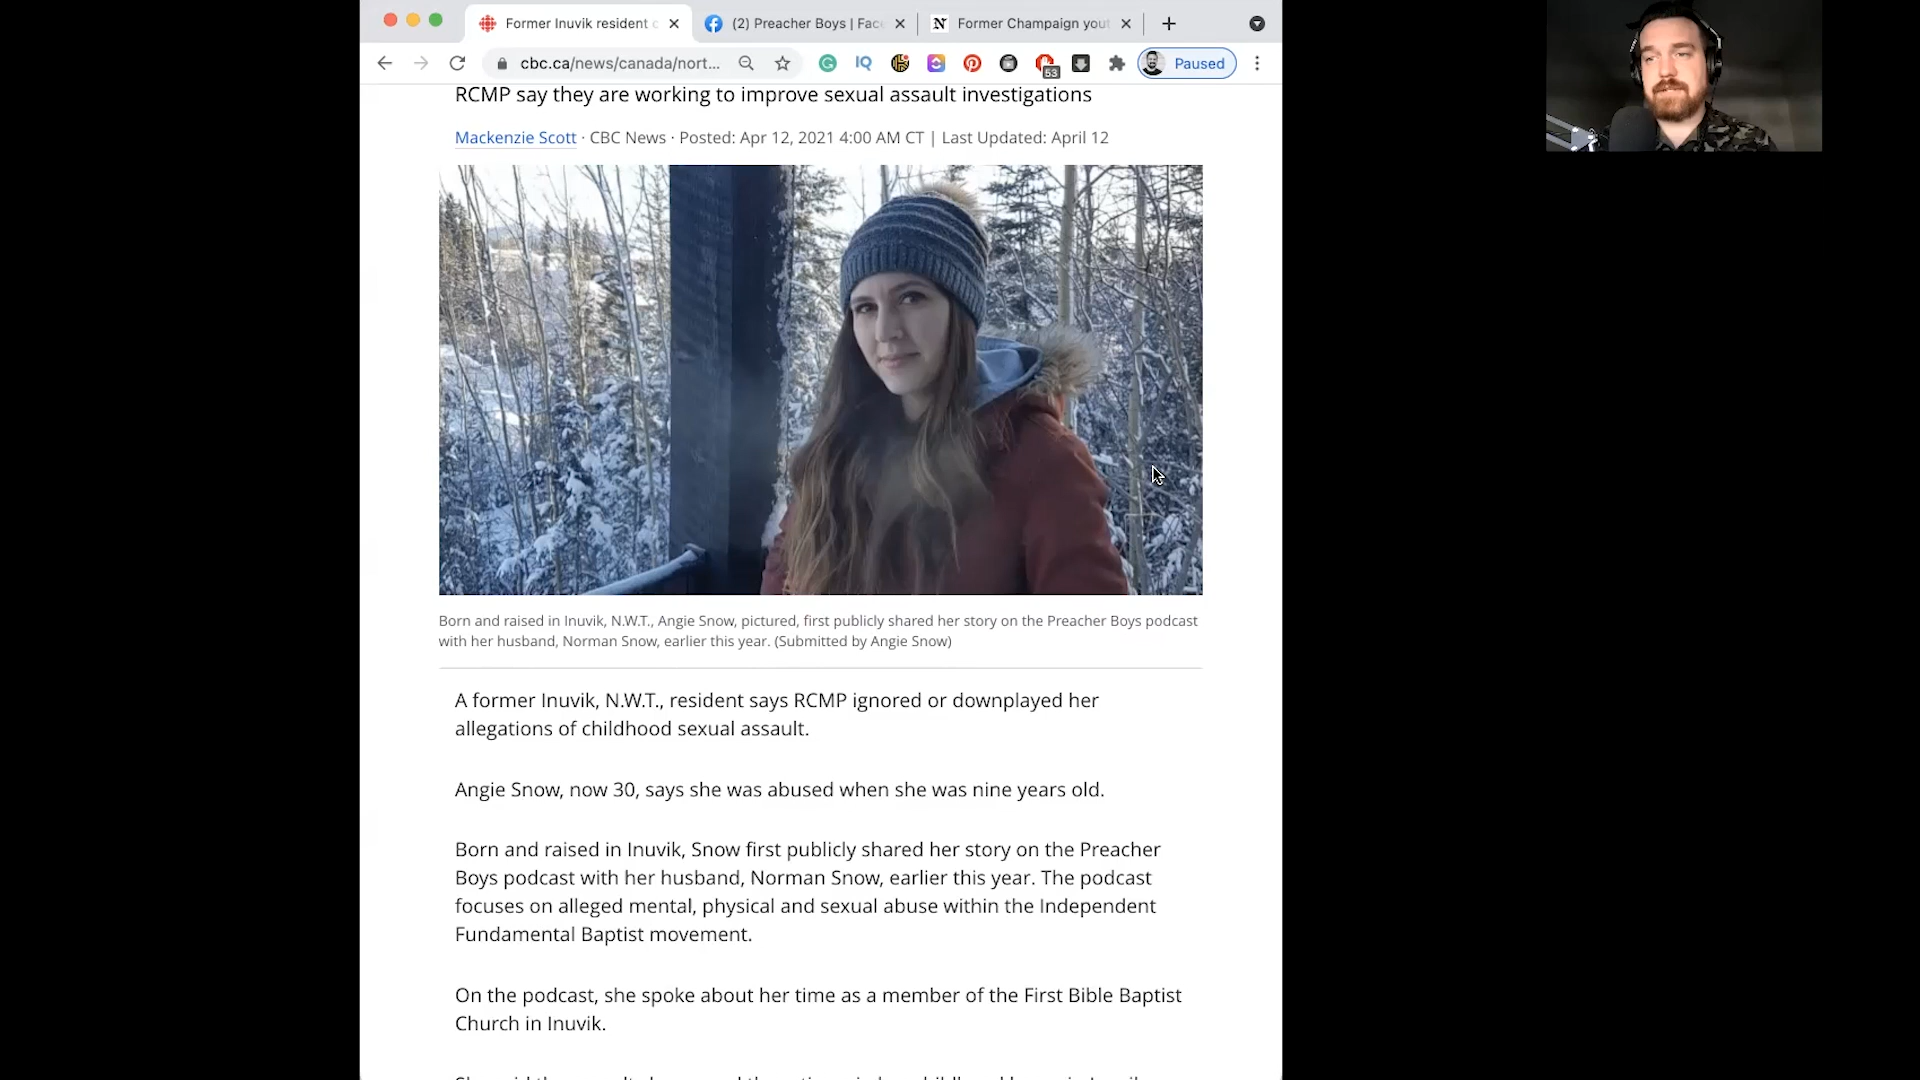 Former Inuvik resident c
(2) Preacher Boys | Fac
N Former Champaign yout
cbc.ca/news/canada/nort...
IQ
53
Paused
RCMP say they are working to improve sexual assault investigations
Mackenzie Scott · CBC News · Posted: Apr 12, 2021 4:00 AM CT | Last Updated: April 12
Born and raised in Inuvik, N.W.T., Angie Snow, pictured, first publicly shared her story on the Preacher Boys podcast
with her husband, Norman Snow, earlier this year. (Submitted by Angie Snow)
A former Inuvik, N.W.T., resident says RCMP ignored or downplayed her
allegations of childhood sexual assault.
Angie Snow, now 30, says she was abused when she was nine years old.
Born and raised in Inuvik, Snow first publicly shared her story on the Preacher
Boys podcast with her husband, Norman Snow, earlier this year. The podcast
focuses on alleged mental, physical and sexual abuse within the Independent
Fundamental Baptist movement.
On the podcast, she spoke about her time as a member of the First Bible Baptist
Church in Inuvik.